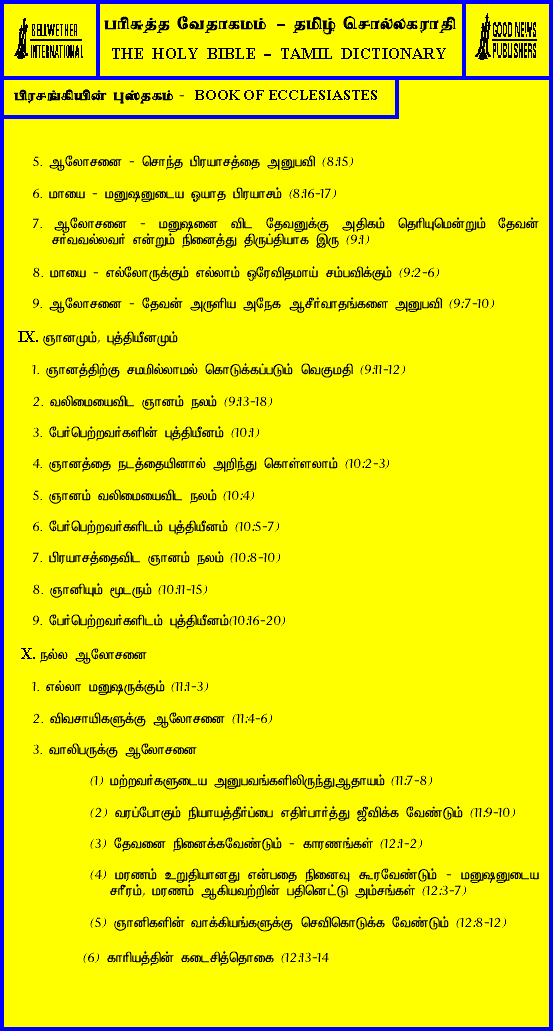 BELLWETHER
INTERNATIONAL
பரிசுத்த வேதாகமம் – தமிழ் சொல்லகராதி
THE HOLY BIBLE – TAMIL DICTIONARY
GOOD NEWS
PUBLISHERS
பிரசங்கியின் புஸ்தகம் - BOOK OF ECCLESIASTES
5. ஆலோசனை - சொந்த பிரயாசத்தை அனுபவி (8:15)
6. மாயை - மனுஷனுடைய ஓயாத பிரயாசம் (8:16-17)
7. ஆலோசனை - மனுஷனை விட தேவனுக்கு அதிகம் தெரியுமென்றும் தேவன்
சர்வவல்லவர் என்றும் நினைத்து திருப்தியாக இரு (9:1)
8. மாயை - எல்லோருக்கும் எல்லாம் ஒரேவிதமாய் சம்பவிக்கும் (9:2-6)
9. ஆலோசனை - தேவன் அருளிய அநேக ஆசீர்வாதங்களை அனுபவி (9:7-10)
IX. ஞானமும், புத்தியீனமும்
1. ஞானத்திற்கு சமமில்லாமல் கொடுக்கப்படும் வெகுமதி (9:11-12)
2. வலிமையைவிட ஞானம் நலம் (9:13-18)
3. பேர்பெற்றவர்களின் புத்தியீனம் (10:1)
4. ஞானத்தை நடத்தையினால் அறிந்து கொள்ளலாம் (10:2-3)
5. ஞானம் வலிமையைவிட நலம் (10:4)
6. பேர்பெற்றவர்களிடம் புத்தியீனம் (10:5-7)
7. பிரயாசத்தைவிட ஞானம் நலம் (10:8-10)
8. ஞானியும் மூடரும் (10:11-15)
9. பேர்பெற்றவர்களிடம் புத்தியீனம்(10:16-20)
X. நல்ல ஆலோசனை
1. எல்லா மனுஷருக்கும் (11:1-3)
2. விவசாயிகளுக்கு ஆலோசனை (11:4-6)
3. வாலிபருக்கு ஆலோசனை
(1) மற்றவர்களுடைய அனுபவங்களிலிருந்துஆதாயம் (11:7-8)
(2) வரப்போகும் நியாயத்தீர்ப்பை எதிர்பார்த்து ஜீவிக்க வேண்டும் (11:9-10)
(3) தேவனை நினைக்கவேண்டும் - காரணங்கள் (12:1-2)
(4) மரணம் உறுதியானது என்பதை நினைவு கூரவேண்டும் - மனுஷனுடைய
சரீரம், மரணம் ஆகியவற்றின் பதினெட்டு அம்சங்கள் (12:3-7)
(5) ஞானிகளின் வாக்கியங்களுக்கு செவிகொடுக்க வேண்டும் (12:8-12)
(6) காரியத்தின் கடைசித்தொகை (12:13-14